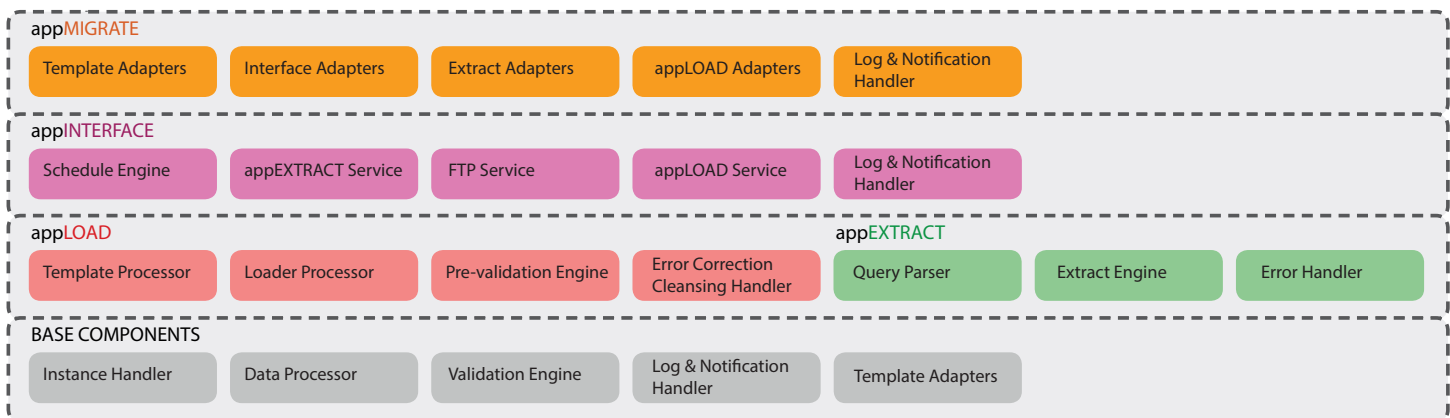 appMIGRATE
Template Adapters
Interface Adapters
Extract Adapters
appLOAD Adapters
Log & Notification
Handler
appINTERFACE
Schedule Engine
appEXTRACT Service
FTP Service
appLOAD Service
Log & Notification
Handler
appLOAD
Template Processor
Loader Processor
Pre-validation Engine
Error Correction
Cleansing Handler
appEXTRACT
Query Parser
Extract Engine
Error Handler
BASE COMPONENTS
Instance Handler
Data Processor
Validation Engine
Log & Notification
Handler
Template Adapters